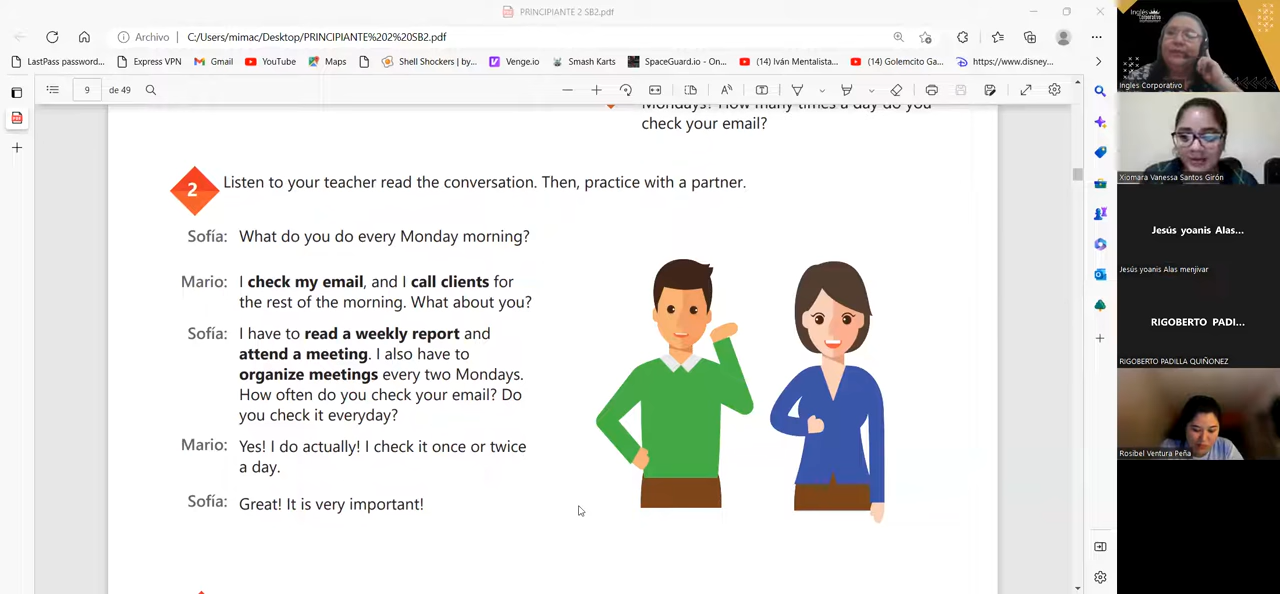 PRINCIPIANTE 2 SB2.pdf
Archivo C:/Users/mimac/Desktop/PRINCIPIANTE%202%20SB2.pdf
LastPass password... Express VPN Gmail YouTube Maps Shell Shockers | by... Venge.io Smash Karts SpaceGuard.io - On... (14) Iván Mentalista... (14) Golemcito Ga... https://www.disney...
9 de 49
Mondays? How many times a day do you
check your email?
2 Listen to your teacher read the conversation. Then, practice with a partner.
Sofía: What do you do every Monday morning?
Mario: I check my email, and I call clients for
the rest of the morning. What about you?
Sofía: I have to read a weekly report and
attend a meeting. I also have to
organize meetings every two Mondays.
How often do you check your email? Do
you check it everyday?
Mario: Yes! I do actually! I check it once or twice
a day.
Sofía: Great! It is very important!
Inglés
Corporativo
Ingles Corporativo
Xiomara Vanessa Santos Girón
Jesús yoanis Alas...
Jesús yoanis Alas menjivar
RIGOBERTO PADI...
RIGOBERTO PADILLA QUIÑONEZ
Rosibel Ventura Peña